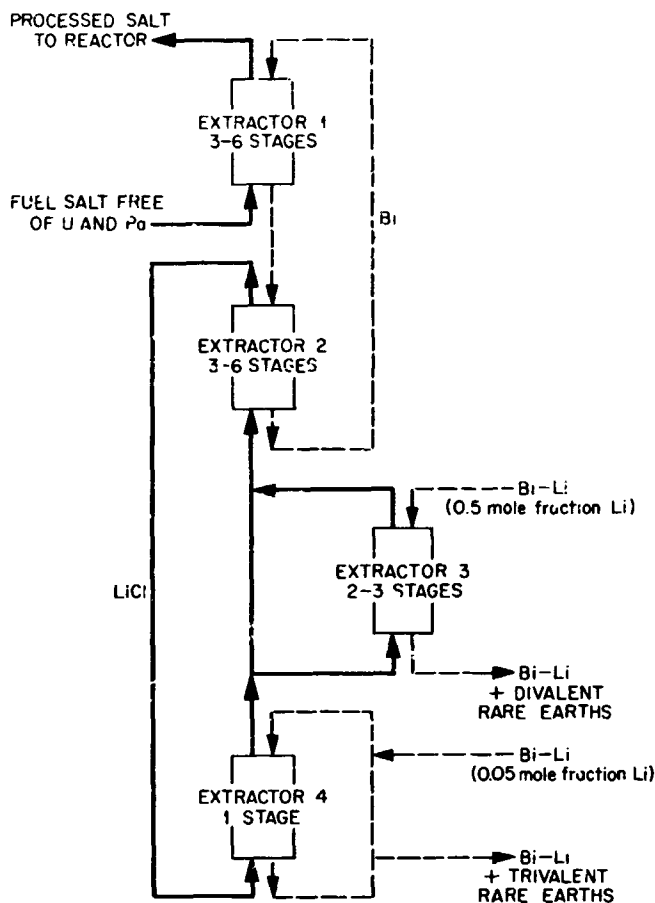 PROCESSED SALT
TO REACTOR
EXTRACTOR 1
3-6 STAGES
FUEL SALT FREE
OF U AND Pa
Bi
EXTRACTOR 2
3-6 STAGES
Bi-Li
(0.5 mole fraction Li)
EXTRACTOR 3
2-3 STAGES
LiCl
Bi-Li
+ DIVALENT
RARE EARTHS
Bi-Li
(0.05 mole fraction Li)
EXTRACTOR 4
1 STAGE
Bi-Li
+ TRIVALENT
RARE EARTHS